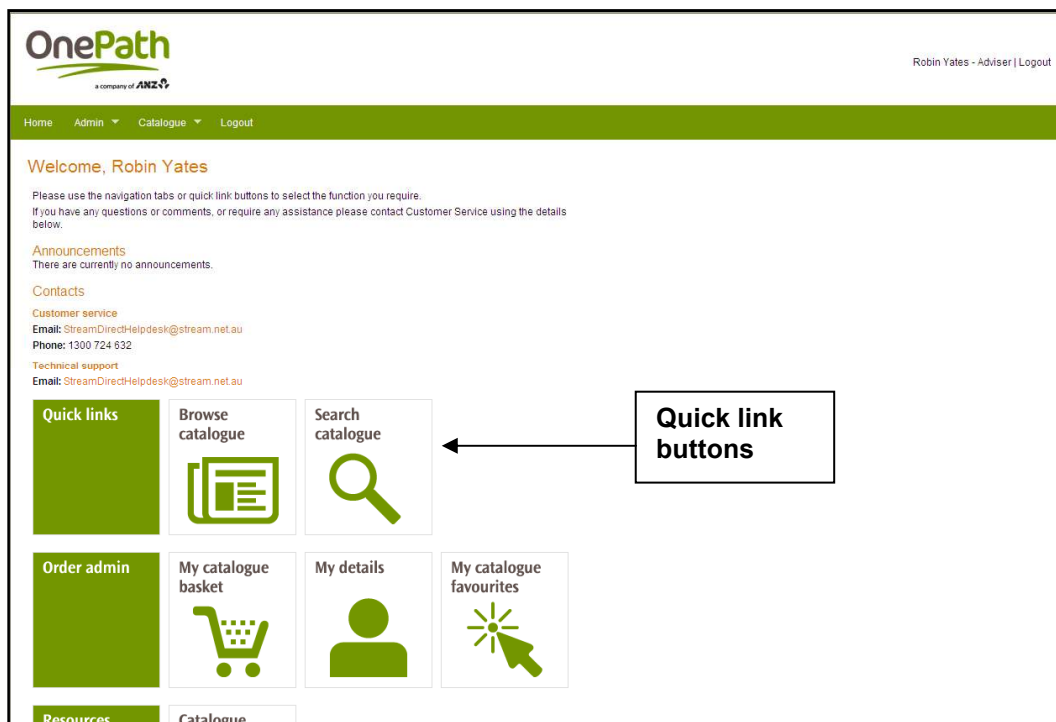 OnePath
a company of ANZ
Robin Yates - Adviser | Logout
Home Admin Catalogue Logout
Welcome, Robin Yates
Please use the navigation tabs or quick link buttons to select the function you require.
If you have any questions or comments, or require any assistance please contact Customer Service using the details
below.
Announcements
There are currently no announcements.
Contacts
Customer service
Email: StreamDirectHelpdesk@stream.net.au
Phone: 1300 724 632
Technical support
Email: StreamDirectHelpdesk@stream.net.au
Quick links
Browse
catalogue
Search
catalogue
Quick link
buttons
Order admin
My catalogue
basket
My details
My catalogue
favourites
Resources
Catalogue